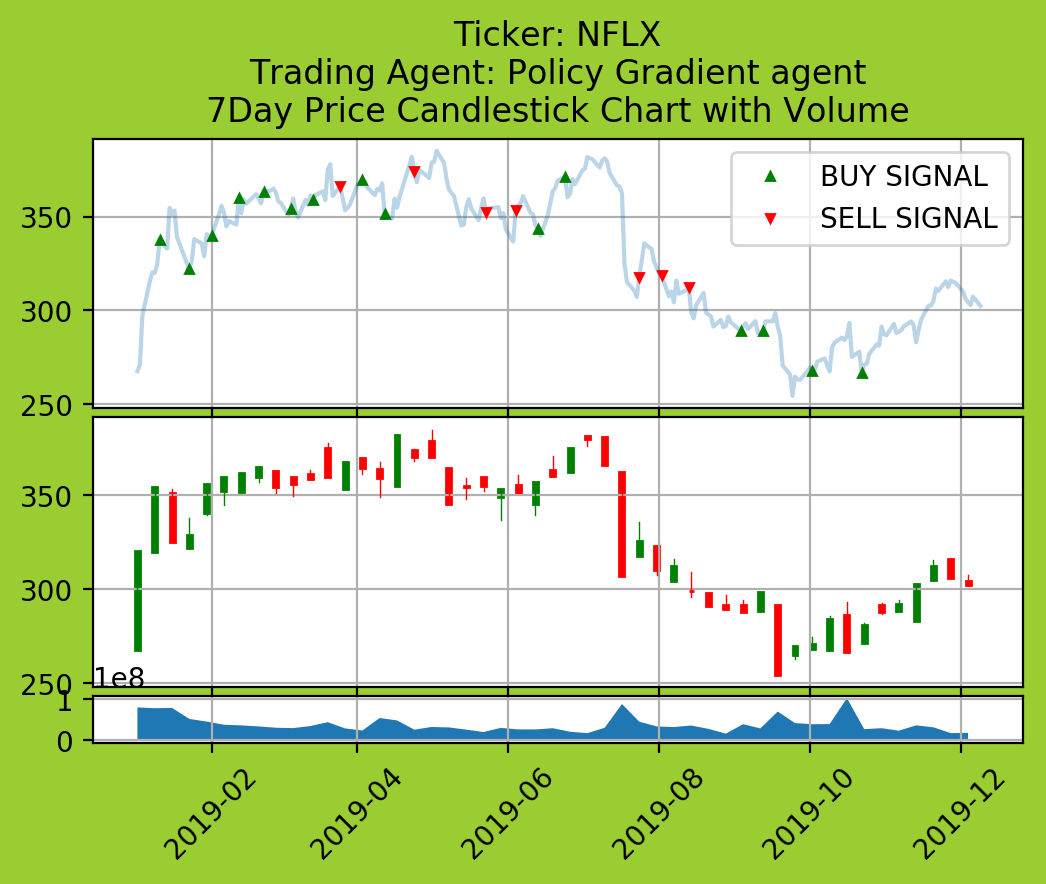 Ticker: NFLX
Trading Agent: Policy Gradient agent
7Day Price Candlestick Chart with Volume
BUY SIGNAL
SELL SIGNAL
350
300
250
350
300
250
1e8
1
0
2019-02
2019-04
2019-06
2019-08
2019-10
2019-12